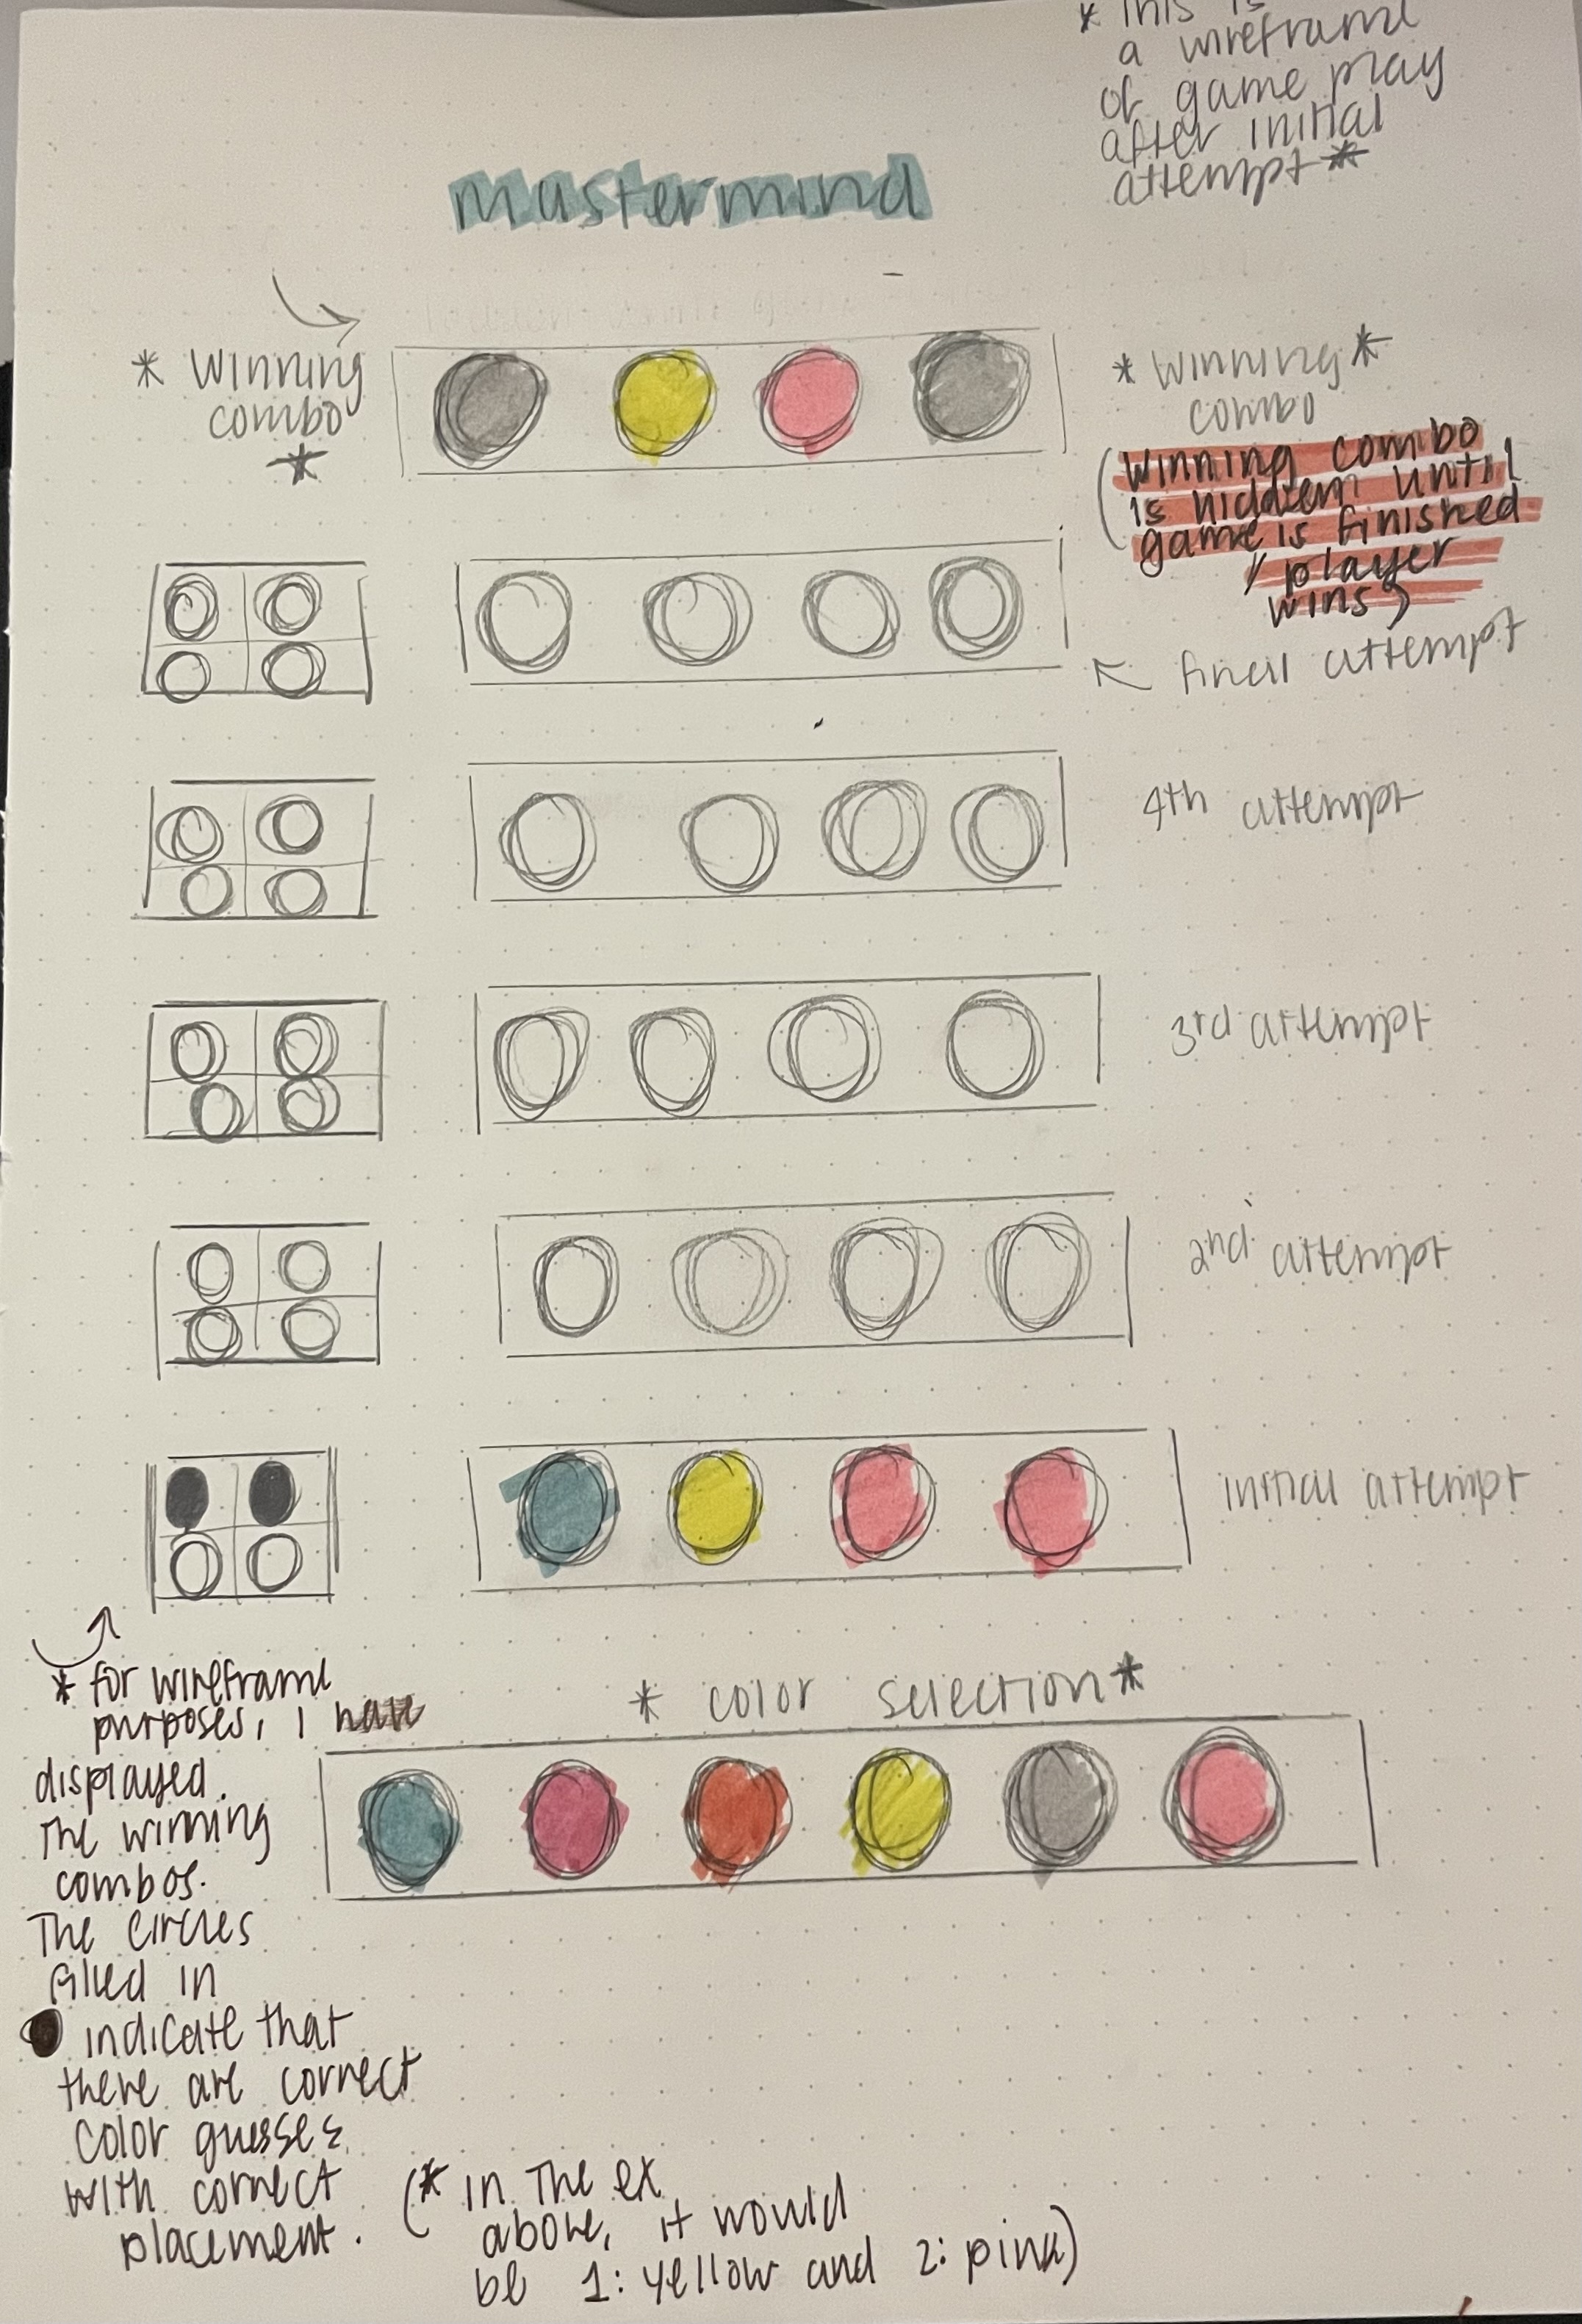 * This is
a wireframe
of game play
after initial
attempt *
mastermind
* winning
combo
*
* winning *
combo
(winning combo
is hidden until
game is finished
/ player
wins)
final attempt
4th attempt
3rd attempt
2nd attempt
initial attempt
* color selection *
* for wireframe
purposes, I have
displayed
The winning
combos.
The circles
filled in
indicate that
there are correct
color guesses
with correct
placement.
(* in The ex
above, it would
be 1: yellow and 2: pink)